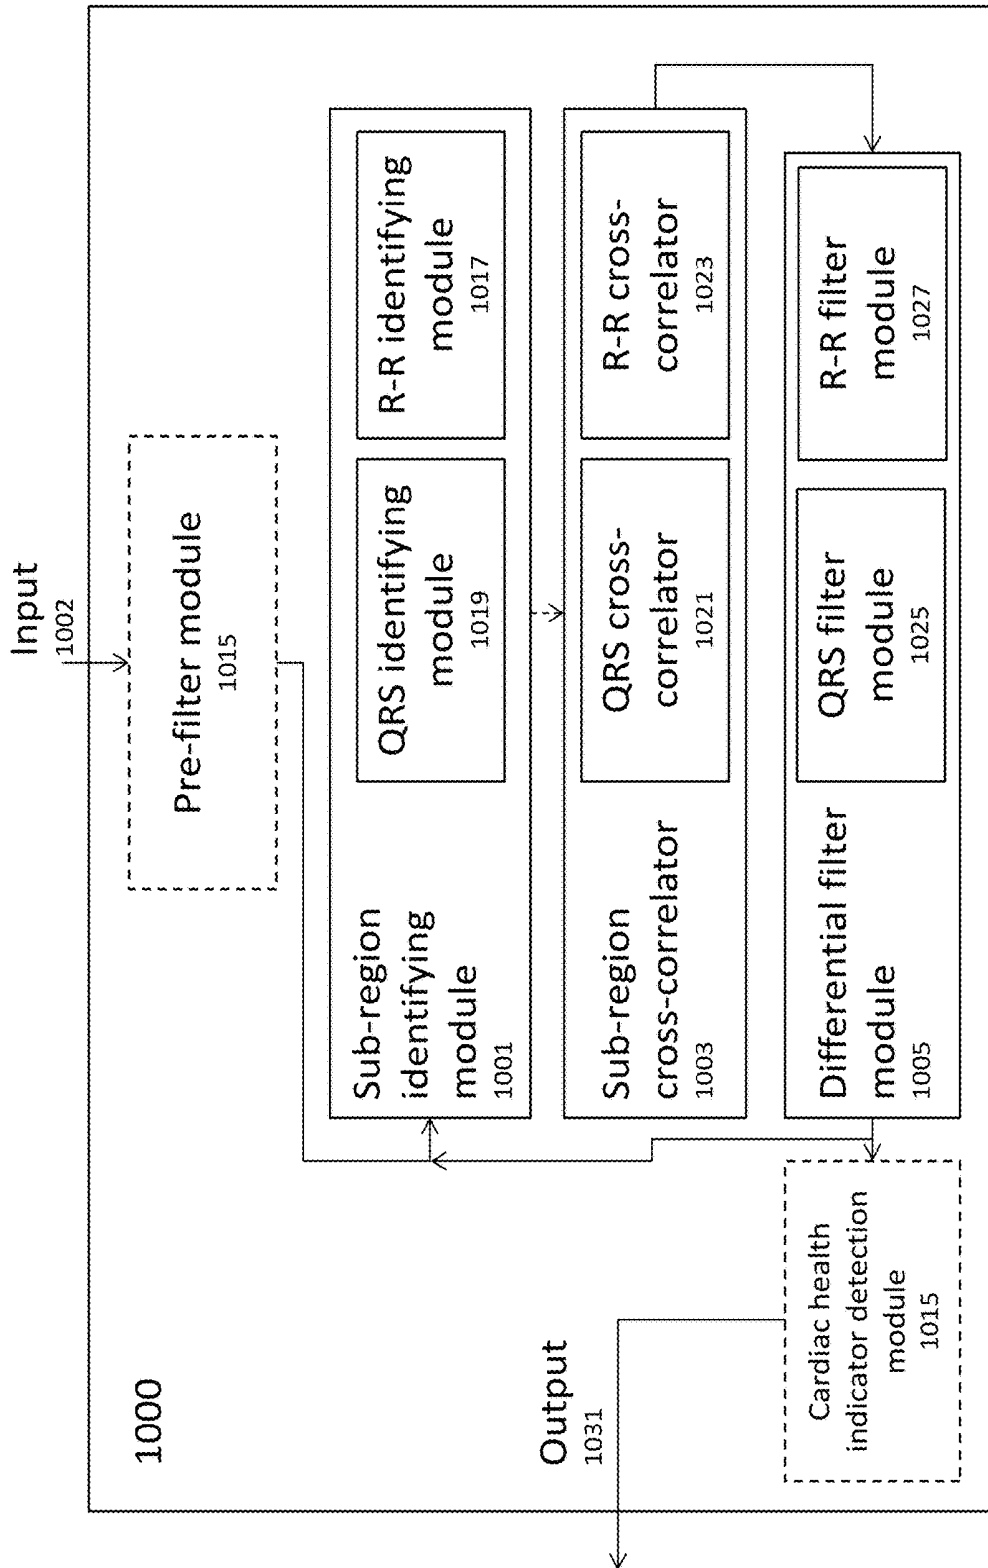 1000
Input
1002
Pre-filter module
1015
Sub-region
identifying
module
1001
QRS identifying
module
1019
R-R identifying
module
1017
Sub-region
cross-correlator
1003
QRS cross-
correlator
1021
R-R cross-
correlator
1023
Differential filter
module
1005
QRS filter
module
1025
R-R filter
module
1027
Cardiac health
indicator detection
module
1015
Output
1031